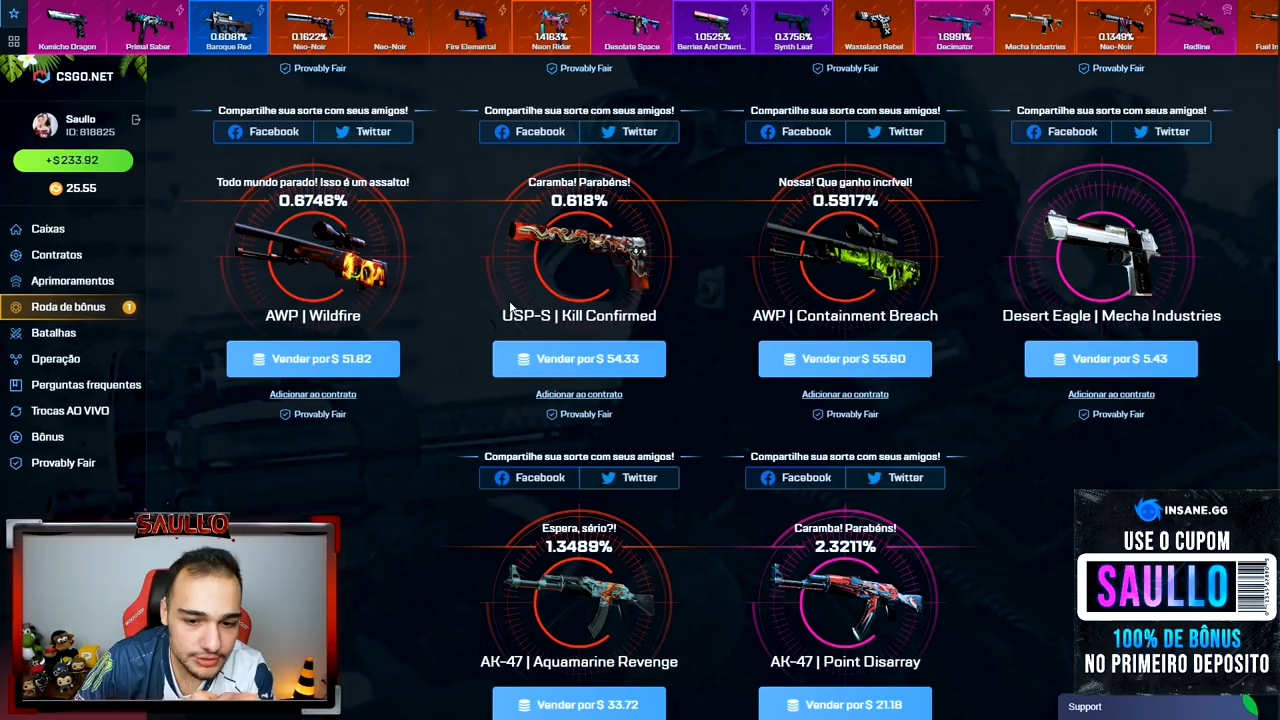 Kumicho Dragon
Primal Saber
0.6081%
Baroque Red
0.1622%
Neo-Noir
Neo-Noir
Fire Elemental
1.4163%
Neon Rider
Desolate Space
1.0525%
Berries And Cherri...
0.3756%
Synth Leaf
Wasteland Rebel
1.6991%
Decimator
Mecha Industries
0.1349%
Neo-Noir
Redline
Fuel In
CSGO.NET
Saullo
ID: 818825
+$233.92
25.55
Caixas
Contratos
Aprimoramentos
Roda de bônus 1
Batalhas
Operação
Perguntas frequentes
Trocas AO VIVO
Bônus
Provably Fair
Provably Fair
Provably Fair
Provably Fair
Provably Fair
Compartilhe sua sorte com seus amigos!
Facebook Twitter
Todo mundo parado! Isso é um assalto!
0.6746%
AWP | Wildfire
Vender por $ 51.82
Adicionar ao contrato
Provably Fair
Compartilhe sua sorte com seus amigos!
Facebook Twitter
Caramba! Parabéns!
0.618%
USP-S | Kill Confirmed
Vender por $ 54.33
Adicionar ao contrato
Provably Fair
Compartilhe sua sorte com seus amigos!
Facebook Twitter
Nossa! Que ganho incrível!
0.5917%
AWP | Containment Breach
Vender por $ 55.60
Adicionar ao contrato
Provably Fair
Compartilhe sua sorte com seus amigos!
Facebook Twitter
Desert Eagle | Mecha Industries
Vender por $ 5.43
Adicionar ao contrato
Provably Fair
Compartilhe sua sorte com seus amigos!
Facebook Twitter
Espera, sério?!
1.3489%
AK-47 | Aquamarine Revenge
Vender por $ 33.72
Compartilhe sua sorte com seus amigos!
Facebook Twitter
Caramba! Parabéns!
2.3211%
AK-47 | Point Disarray
Vender por $ 21.18
SAULLO
INSANE.GG
USE O CUPOM
SAULLO
100% DE BÔNUS
NO PRIMEIRO DEPOSITO
Support